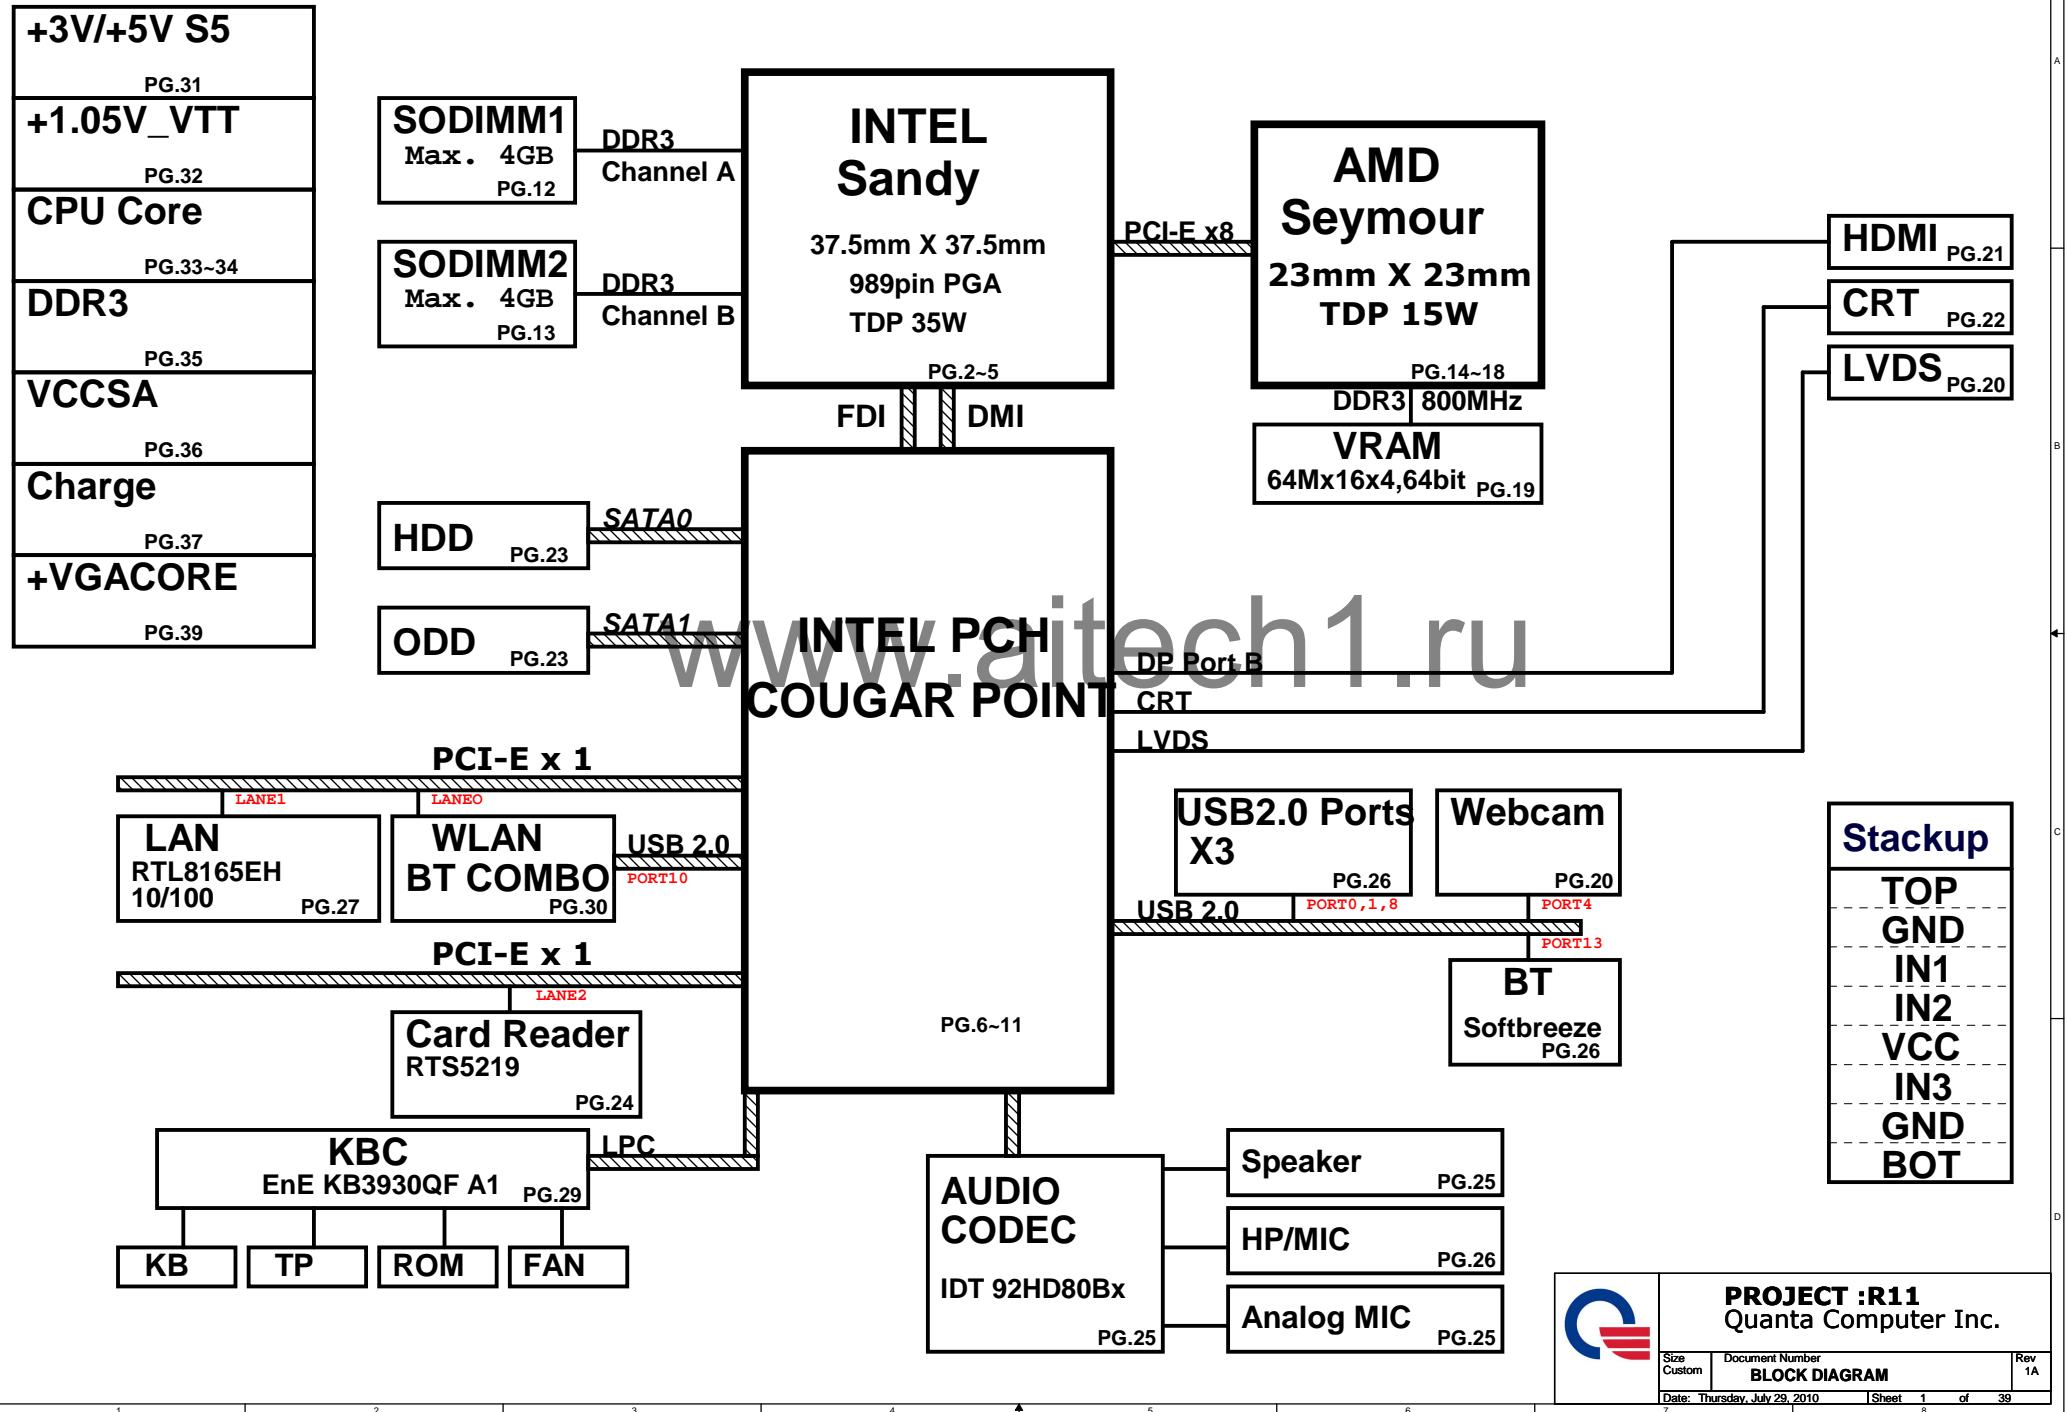 +3V/+5V S5
PG.31
+1.05V_VTT
PG.32
CPU Core
PG.33~34
DDR3
PG.35
VCCSA
PG.36
Charge
PG.37
+VGACORE
PG.39
SODIMM1
Max. 4GB
PG.12
DDR3
Channel A
SODIMM2
Max. 4GB
PG.13
DDR3
Channel B
INTEL
Sandy
37.5mm X 37.5mm
989pin PGA
TDP 35W
PG.2~5
PCI-E x8
AMD
Seymour
23mm X 23mm
TDP 15W
PG.14~18
DDR3 800MHz
VRAM
64Mx16x4,64bit PG.19
HDMI PG.21
CRT PG.22
LVDS PG.20
FDI
DMI
HDD PG.23
SATA0
ODD PG.23
SATA1
www.aitech1.ru
INTEL PCH
COUGAR POINT
PG.6~11
DP Port B
CRT
LVDS
PCI-E x 1
LANE1
LANE0
LAN
RTL8165EH
10/100 PG.27
WLAN
BT COMBO
PG.30
USB 2.0
PORT10
PCI-E x 1
LANE2
Card Reader
RTS5219
PG.24
USB2.0 Ports
X3
PG.26
Webcam
PG.20
USB 2.0
PORT0,1,8
PORT4
PORT13
BT
Softbreeze
PG.26
KBC
EnE KB3930QF A1 PG.29
LPC
KB
TP
ROM
FAN
AUDIO
CODEC
IDT 92HD80Bx
PG.25
Speaker
PG.25
HP/MIC
PG.26
Analog MIC
PG.25
Stackup
TOP
GND
IN1
IN2
VCC
IN3
GND
BOT
PROJECT :R11
Quanta Computer Inc.
Size
Custom
Document Number
BLOCK DIAGRAM
Rev
1A
Date: Thursday, July 29, 2010
Sheet 1 of 39
A
B
C
D
1
2
3
4
5
6
7
8